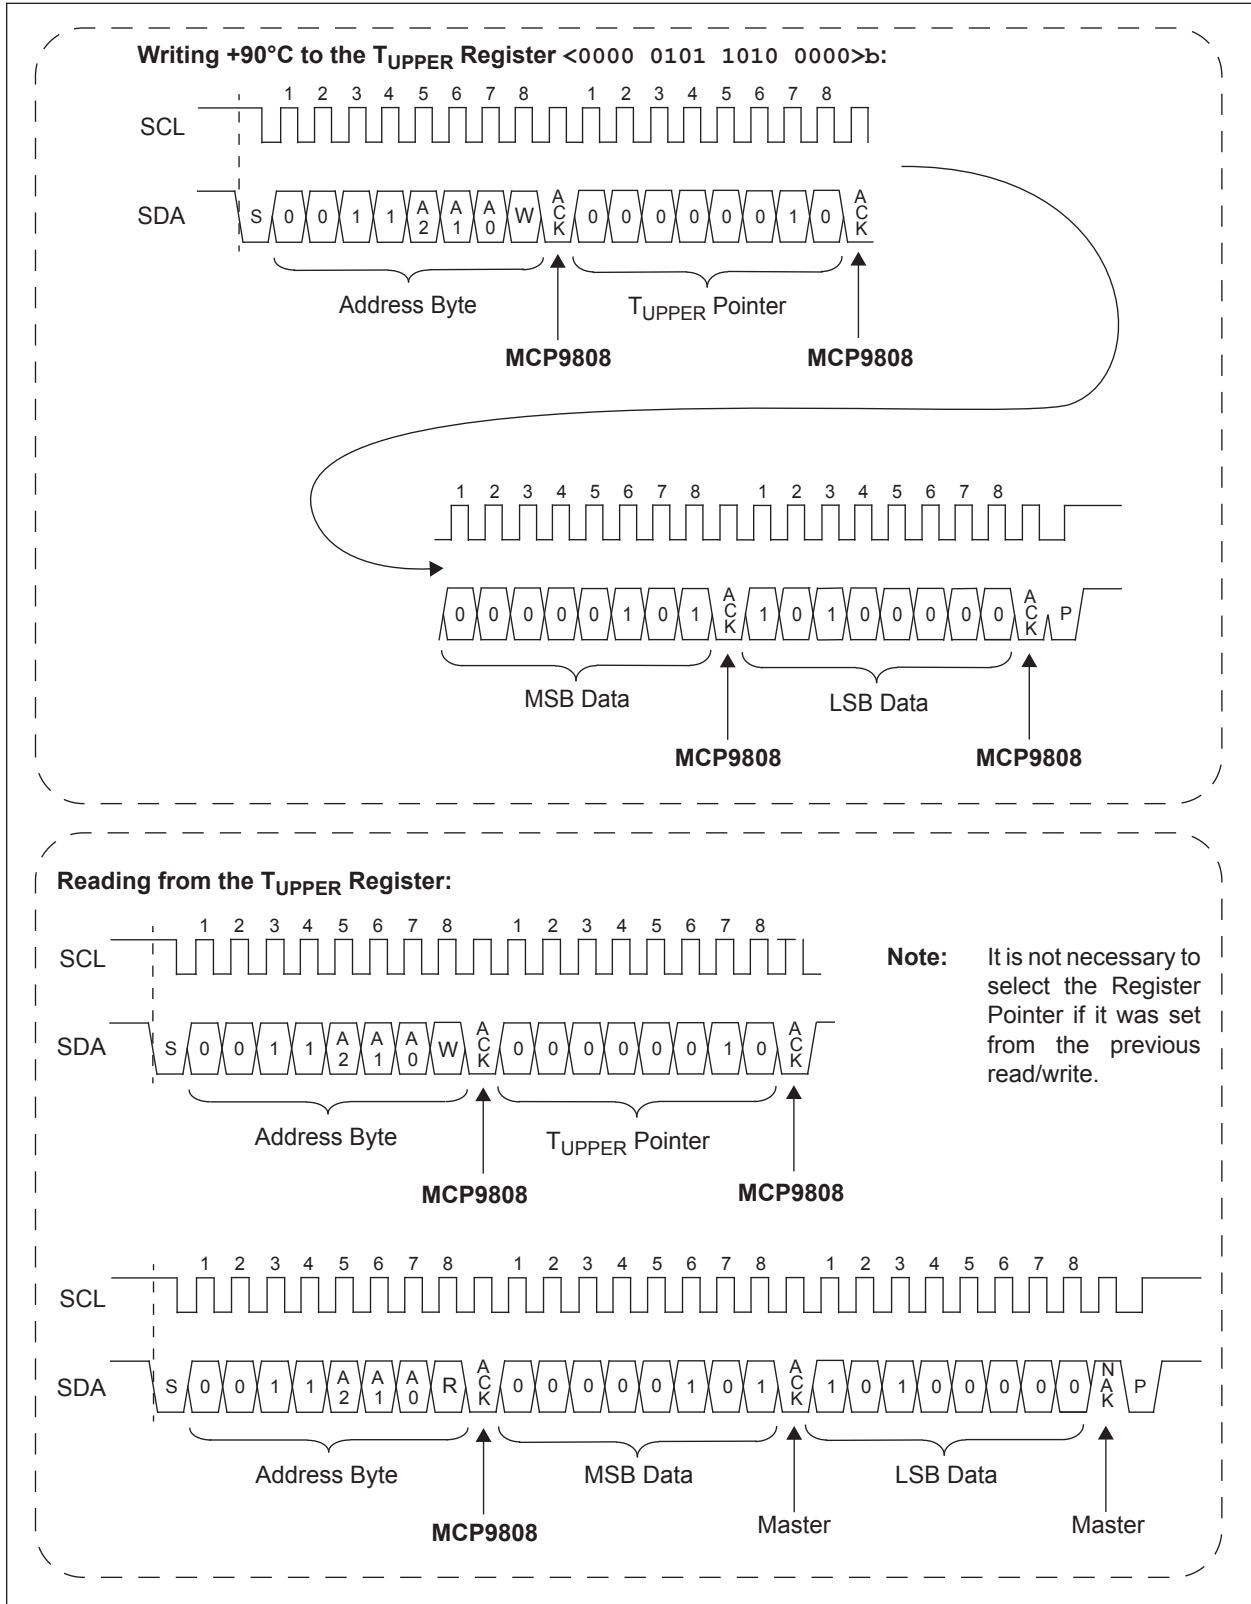 Writing +90°C to the TUPPER Register <0000 0101 1010 0000>b:
1 2 3 4 5 6 7 8 1 2 3 4 5 6 7 8
SCL
SDA S 0 0 1 1 A2 A1 A0 W ACK 0 0 0 0 0 0 1 0 ACK
Address Byte TUPPER Pointer
MCP9808 MCP9808
1 2 3 4 5 6 7 8 1 2 3 4 5 6 7 8
0 0 0 0 0 1 0 1 ACK 1 0 1 0 0 0 0 0 ACK P
MSB Data LSB Data
MCP9808 MCP9808
Reading from the TUPPER Register:
1 2 3 4 5 6 7 8 1 2 3 4 5 6 7 8
SCL
SDA S 0 0 1 1 A2 A1 A0 W ACK 0 0 0 0 0 0 1 0 ACK
Address Byte TUPPER Pointer
MCP9808 MCP9808
Note: It is not necessary to
select the Register
Pointer if it was set
from the previous
read/write.
1 2 3 4 5 6 7 8 1 2 3 4 5 6 7 8 1 2 3 4 5 6 7 8
SCL
SDA S 0 0 1 1 A2 A1 A0 R ACK 0 0 0 0 0 1 0 1 ACK 1 0 1 0 0 0 0 0 NAK P
Address Byte MSB Data LSB Data
MCP9808 Master Master